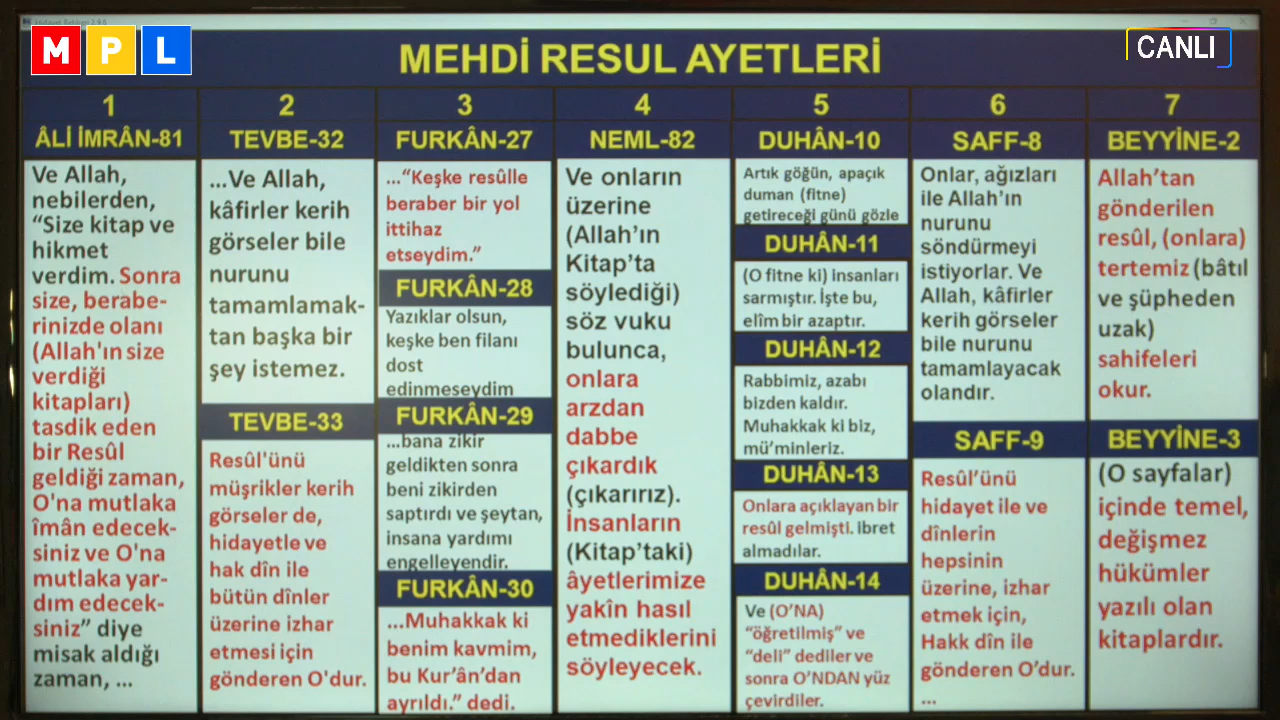 Hidayet Rehberi 2.9.6
MPL
CANLI
MEHDİ RESUL AYETLERİ
1
ÂLİ İMRÂN-81
Ve Allah,
nebilerden,
“Size kitap ve
hikmet
verdim. Sonra
size, berabe-
rinizde olanı
(Allah'ın size
verdiği
kitapları)
tasdik eden
bir Resûl
geldiği zaman,
O'na mutlaka
îmân edecek-
siniz ve O'na
mutlaka yar-
dım edecek-
siniz” diye
misak aldığı
zaman, ...
2
TEVBE-32
...Ve Allah,
kâfirler kerih
görseler bile
nurunu
tamamlamak-
tan başka bir
şey istemez.
TEVBE-33
Resûl'ünü
müşrikler kerih
görseler de,
hidayetle ve
hak dîn ile
bütün dînler
üzerine izhar
etmesi için
gönderen O'dur.
3
FURKÂN-27
...“Keşke resûlle
beraber bir yol
ittihaz
etseydim.”
FURKÂN-28
Yazıklar olsun,
keşke ben filanı
dost
edinmeseydim
FURKÂN-29
...bana zikir
geldikten sonra
beni zikirden
saptırdı ve şeytan,
insana yardımı
engelleyendir.
FURKÂN-30
...Muhakkak ki
benim kavmim,
bu Kur’ân’dan
ayrıldı.” dedi.
4
NEML-82
Ve onların
üzerine
(Allah’ın
Kitap’ta
söylediği)
söz vuku
bulunca,
onlara
arzdan
dabbe
çıkardık
(çıkarırız).
İnsanların
(Kitap’taki)
âyetlerimize
yakîn hasıl
etmediklerini
söyleyecek.
5
DUHÂN-10
Artık göğün, apaçık
duman (fitne)
getireceği günü gözle
DUHÂN-11
(O fitne ki) insanları
sarmıştır. İşte bu,
elîm bir azaptır.
DUHÂN-12
Rabbimiz, azabı
bizden kaldır.
Muhakkak ki biz,
mü’minleriz.
DUHÂN-13
Onlara açıklayan bir
resûl gelmişti. ibret
almadılar.
DUHÂN-14
Ve (O’NA)
“öğretilmiş” ve
“deli” dediler ve
sonra O’NDAN yüz
çevirdiler.
6
SAFF-8
Onlar, ağızları
ile Allah’ın
nurunu
söndürmeyi
istiyorlar. Ve
Allah, kâfirler
kerih görseler
bile nurunu
tamamlayacak
olandır.
SAFF-9
Resûl’ünü
hidayet ile ve
dînlerin
hepsinin
üzerine, izhar
etmek için,
Hakk dîn ile
gönderen O’dur.
...
7
BEYYİNE-2
Allah’tan
gönderilen
resûl, (onlara)
tertemiz (bâtıl
ve şüpheden
uzak)
sahifeleri
okur.
BEYYİNE-3
(O sayfalar)
içinde temel,
değişmez
hükümler
yazılı olan
kitaplardır.